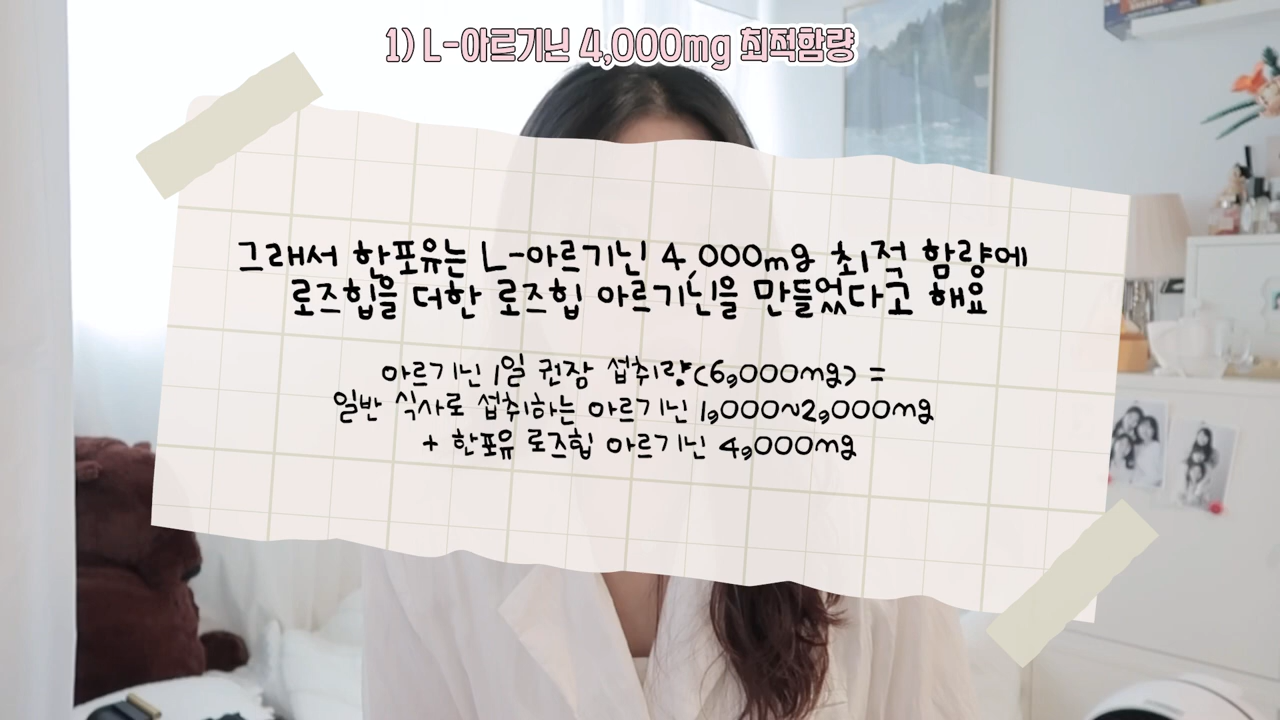 1) L-아르기닌 4,000mg 최적함량
그래서 한포유는 L-아르기닌 4,000mg 최적 함량에
로즈힙을 더한 로즈힙 아르기닌을 만들었다고 해요
아르기닌 1일 권장 섭취량(6,000mg) =
일반 식사로 섭취하는 아르기닌 1,000~2,000mg
+ 한포유 로즈힙 아르기닌 4,000mg